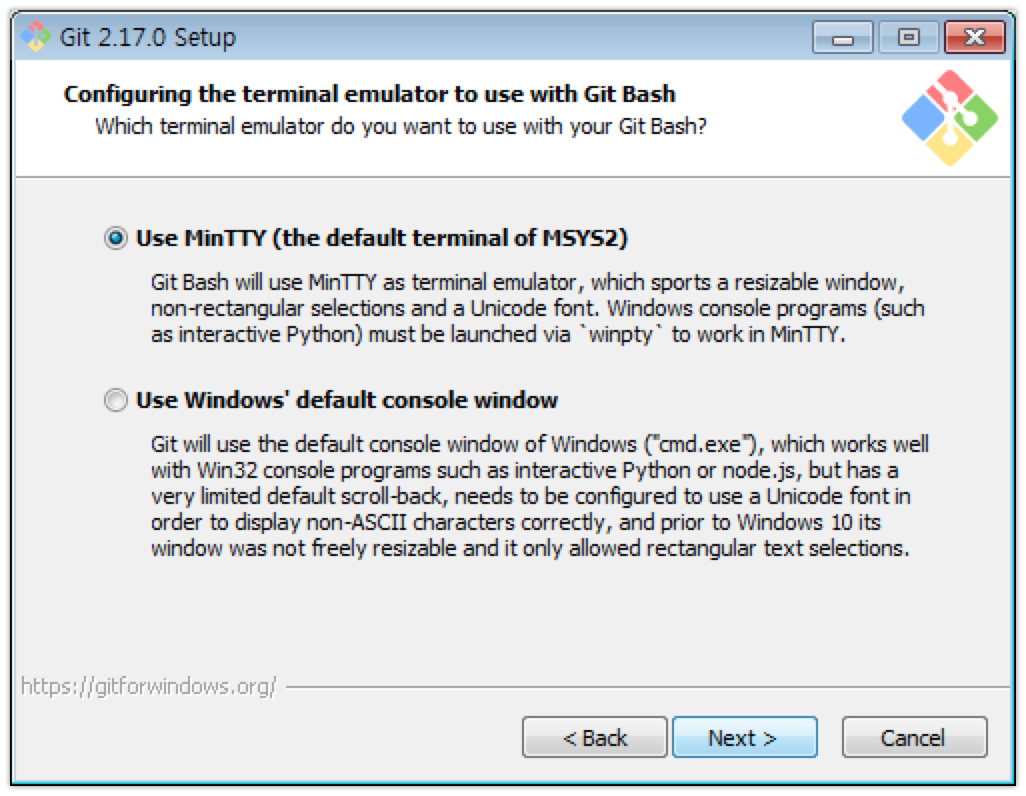 Git 2.17.0 Setup
Configuring the terminal emulator to use with Git Bash
Which terminal emulator do you want to use with your Git Bash?
Use MinTTY (the default terminal of MSYS2)
Git Bash will use MinTTY as terminal emulator, which sports a resizable window,
non-rectangular selections and a Unicode font. Windows console programs (such
as interactive Python) must be launched via `winpty` to work in MinTTY.
Use Windows' default console window
Git will use the default console window of Windows ("cmd.exe"), which works well
with Win32 console programs such as interactive Python or node.js, but has a
very limited default scroll-back, needs to be configured to use a Unicode font in
order to display non-ASCII characters correctly, and prior to Windows 10 its
window was not freely resizable and it only allowed rectangular text selections.
https://gitforwindows.org/
< Back
Next >
Cancel